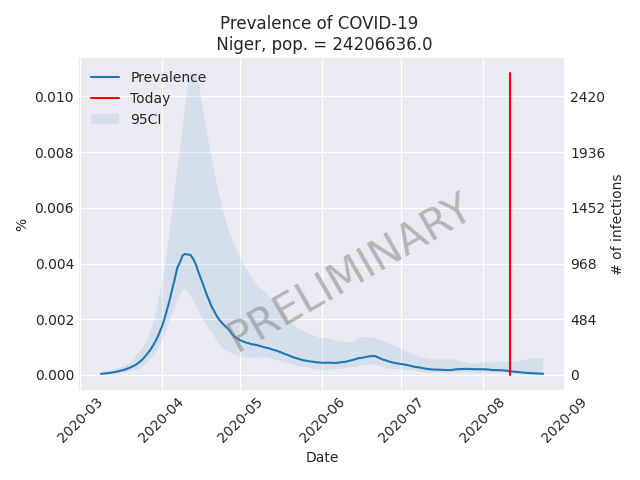 Prevalence of COVID-19
Niger, pop. = 24206636.0
Prevalence
Today
95CI
0.010
0.008
0.006
0.004
0.002
0.000
%
2420
1936
1452
968
484
0
# of infections
PRELIMINARY
2020-03
2020-04
2020-05
2020-06
2020-07
2020-08
2020-09
Date